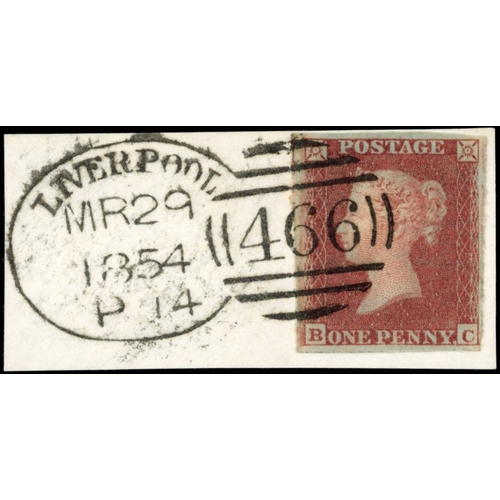 LIVERPOOL
MR29
1854
P 14
466
POSTAGE
B ONE PENNY. C